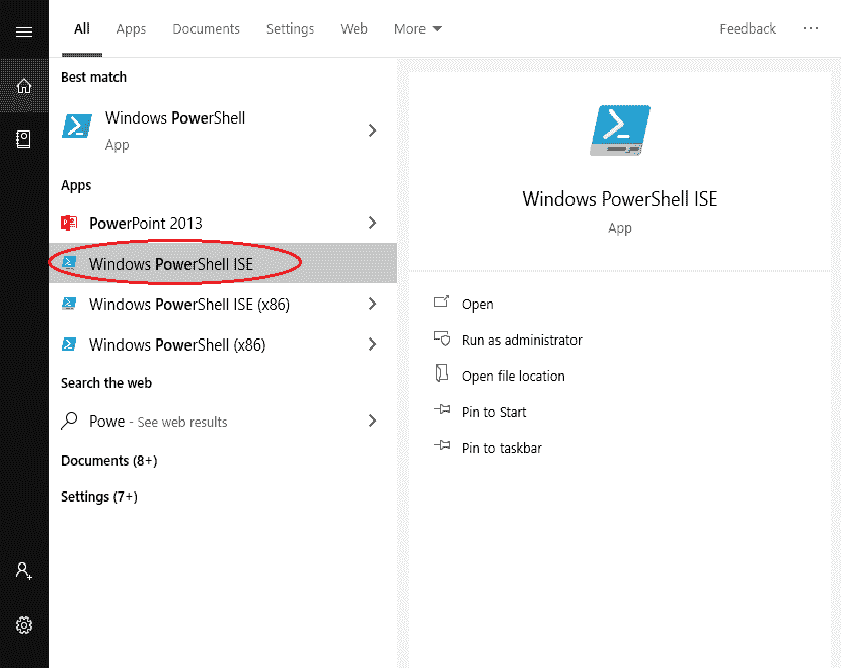 All Apps Documents Settings Web More Feedback ...
Best match
Windows PowerShell
App
Apps
PowerPoint 2013
Windows PowerShell ISE
Windows PowerShell ISE (x86)
Windows PowerShell (x86)
Search the web
Powe - See web results
Documents (8+)
Settings (7+)
Windows PowerShell ISE
App
Open
Run as administrator
Open file location
Pin to Start
Pin to taskbar